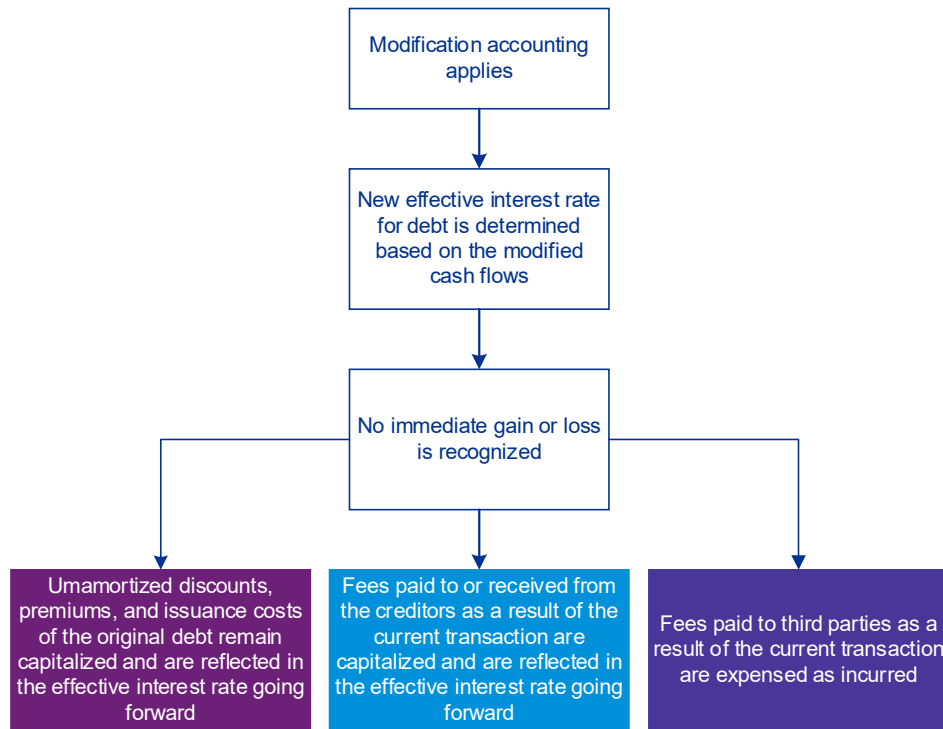 Modification accounting
applies
New effective interest rate
for debt is determined
based on the modified
cash flows
No immediate gain or loss
is recognized
Umamortized discounts,
premiums, and issuance costs
of the original debt remain
capitalized and are reflected in
the effective interest rate going
forward
Fees paid to or received from
the creditors as a result of the
current transaction are
capitalized and are reflected in
the effective interest rate going
forward
Fees paid to third parties as a
result of the current transaction
are expensed as incurred